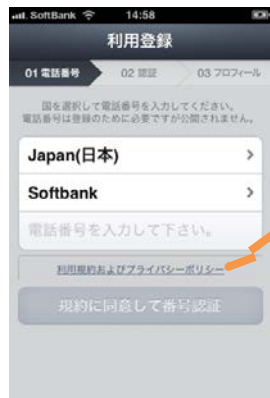 SoftBank 14:58
利用登録
01 電話番号 02 認証 03 プロフィール
国を選択して電話番号を入力してください。
電話番号は登録のために必要ですが公開されません。
Japan(日本)
Softbank
電話番号を入力して下さい。
利用規約およびプライバシーポリシー
規約に同意して番号認証